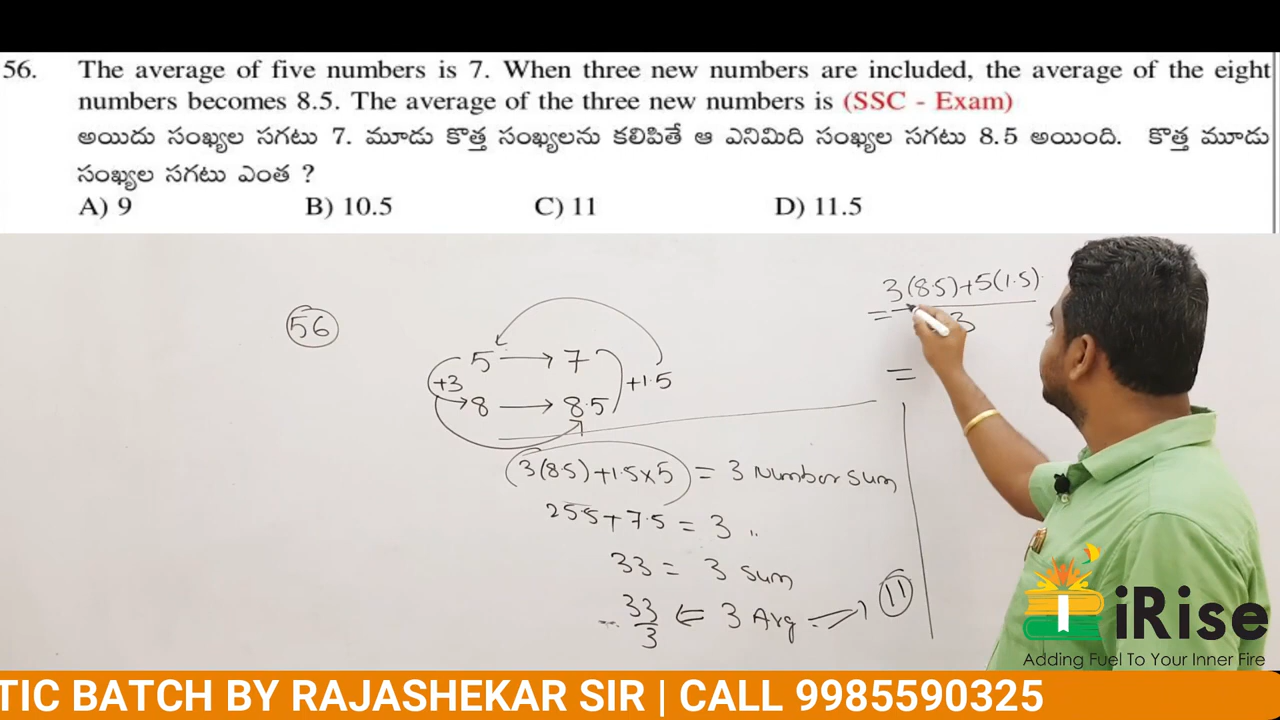 56. The average of five numbers is 7. When three new numbers are included, the average of the eight
numbers becomes 8.5. The average of the three new numbers is (SSC - Exam)
అయిదు సంఖ్యల సగటు 7. మూడు కొత్త సంఖ్యలను కలిపితే ఆ ఎనిమిది సంఖ్యల సగటు 8.5 అయింది. కొత్త మూడు
సంఖ్యల సగటు ఎంత ?
A) 9 B) 10.5 C) 11 D) 11.5
56
5 → 7
+3 +1.5
8 → 8.5
3(8.5)+1.5×5 = 3 Number sum
25.5+7.5 = 3 "
33 = 3 sum
33/3 ⇐ 3 Avg ⇒ 11
= 3(8.5)+5(1.5)
3
=
iRise
Adding Fuel To Your Inner Fire
TIC BATCH BY RAJASHEKAR SIR | CALL 9985590325